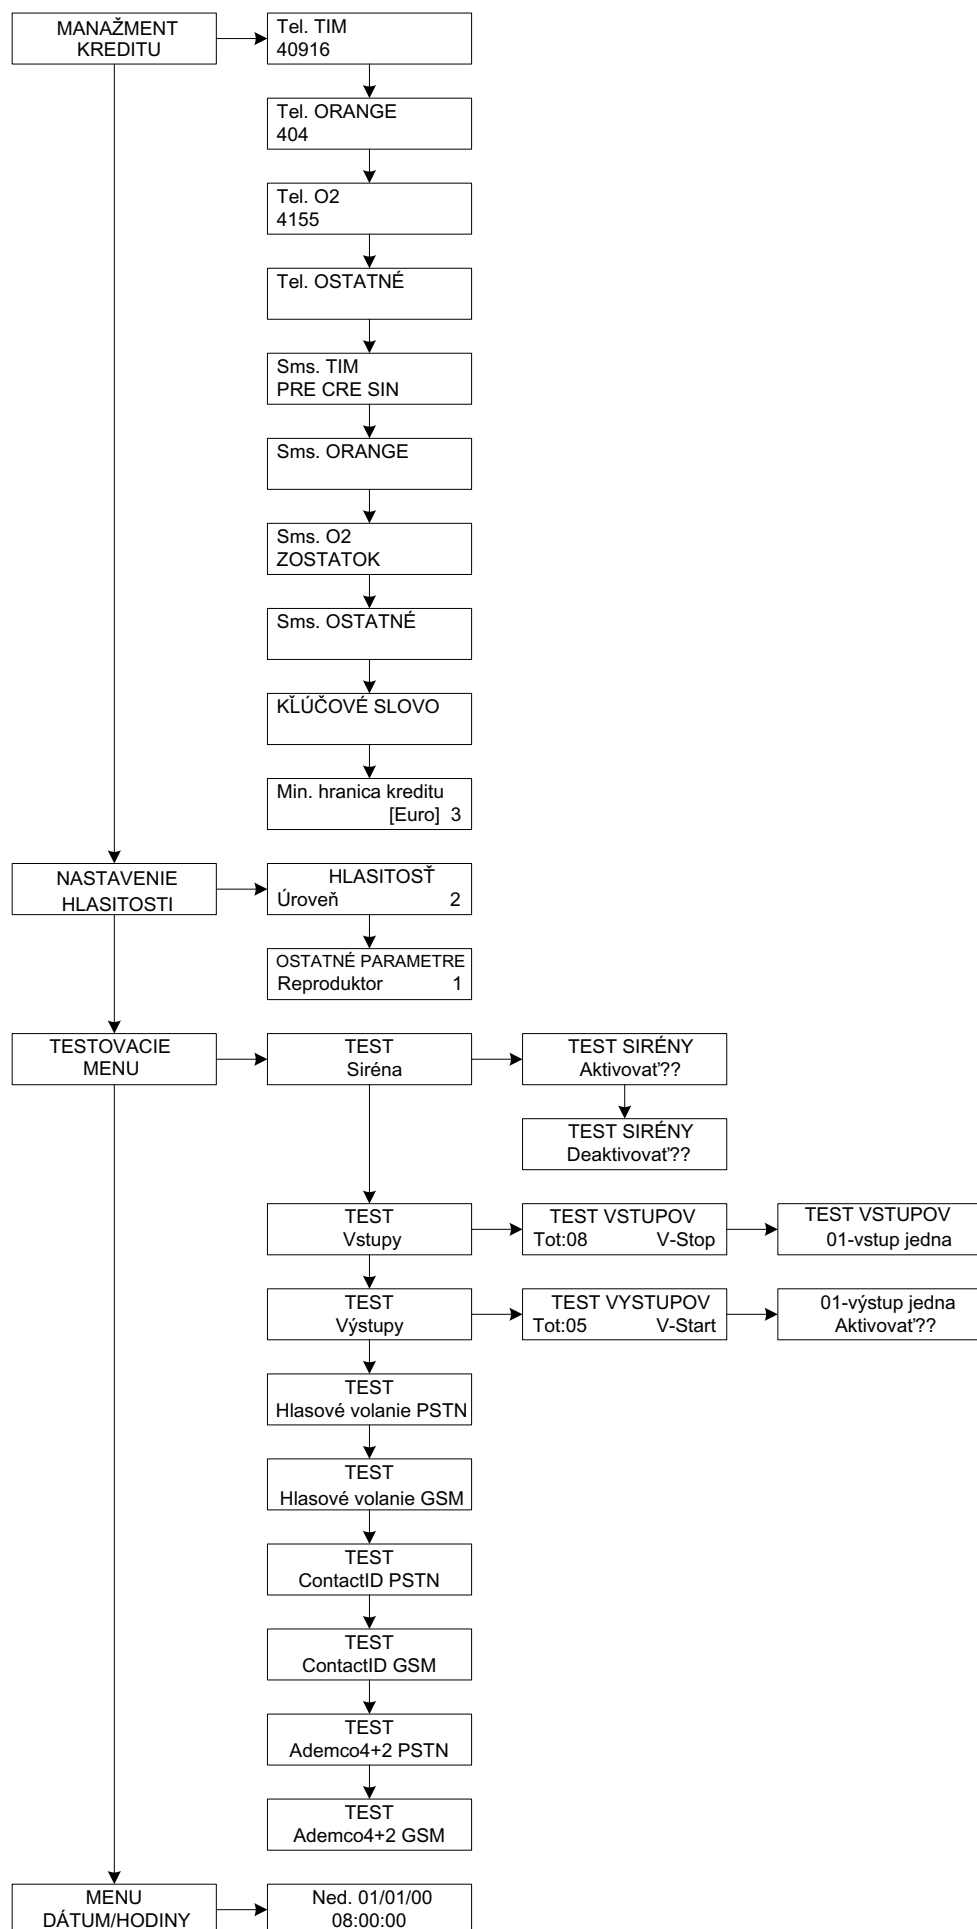 MANAŽMENT
KREDITU
Tel. TIM
40916
Tel. ORANGE
404
Tel. O2
4155
Tel. OSTATNÉ
Sms. TIM
PRE CRE SIN
Sms. ORANGE
Sms. O2
ZOSTATOK
Sms. OSTATNÉ
KĽÚČOVÉ SLOVO
Min. hranica kreditu
[Euro] 3
NASTAVENIE
HLASITOSTI
HLASITOSŤ
Úroveň 2
OSTATNÉ PARAMETRE
Reproduktor 1
TESTOVACIE
MENU
TEST
Siréna
TEST SIRÉNY
Aktivovať??
TEST SIRÉNY
Deaktivovať??
TEST
Vstupy
TEST VSTUPOV
Tot:08 V-Stop
TEST VSTUPOV
01-vstup jedna
TEST
Výstupy
TEST VYSTUPOV
Tot:05 V-Start
01-výstup jedna
Aktivovať??
TEST
Hlasové volanie PSTN
TEST
Hlasové volanie GSM
TEST
ContactID PSTN
TEST
ContactID GSM
TEST
Ademco4+2 PSTN
TEST
Ademco4+2 GSM
MENU
DÁTUM/HODINY
Ned. 01/01/00
08:00:00